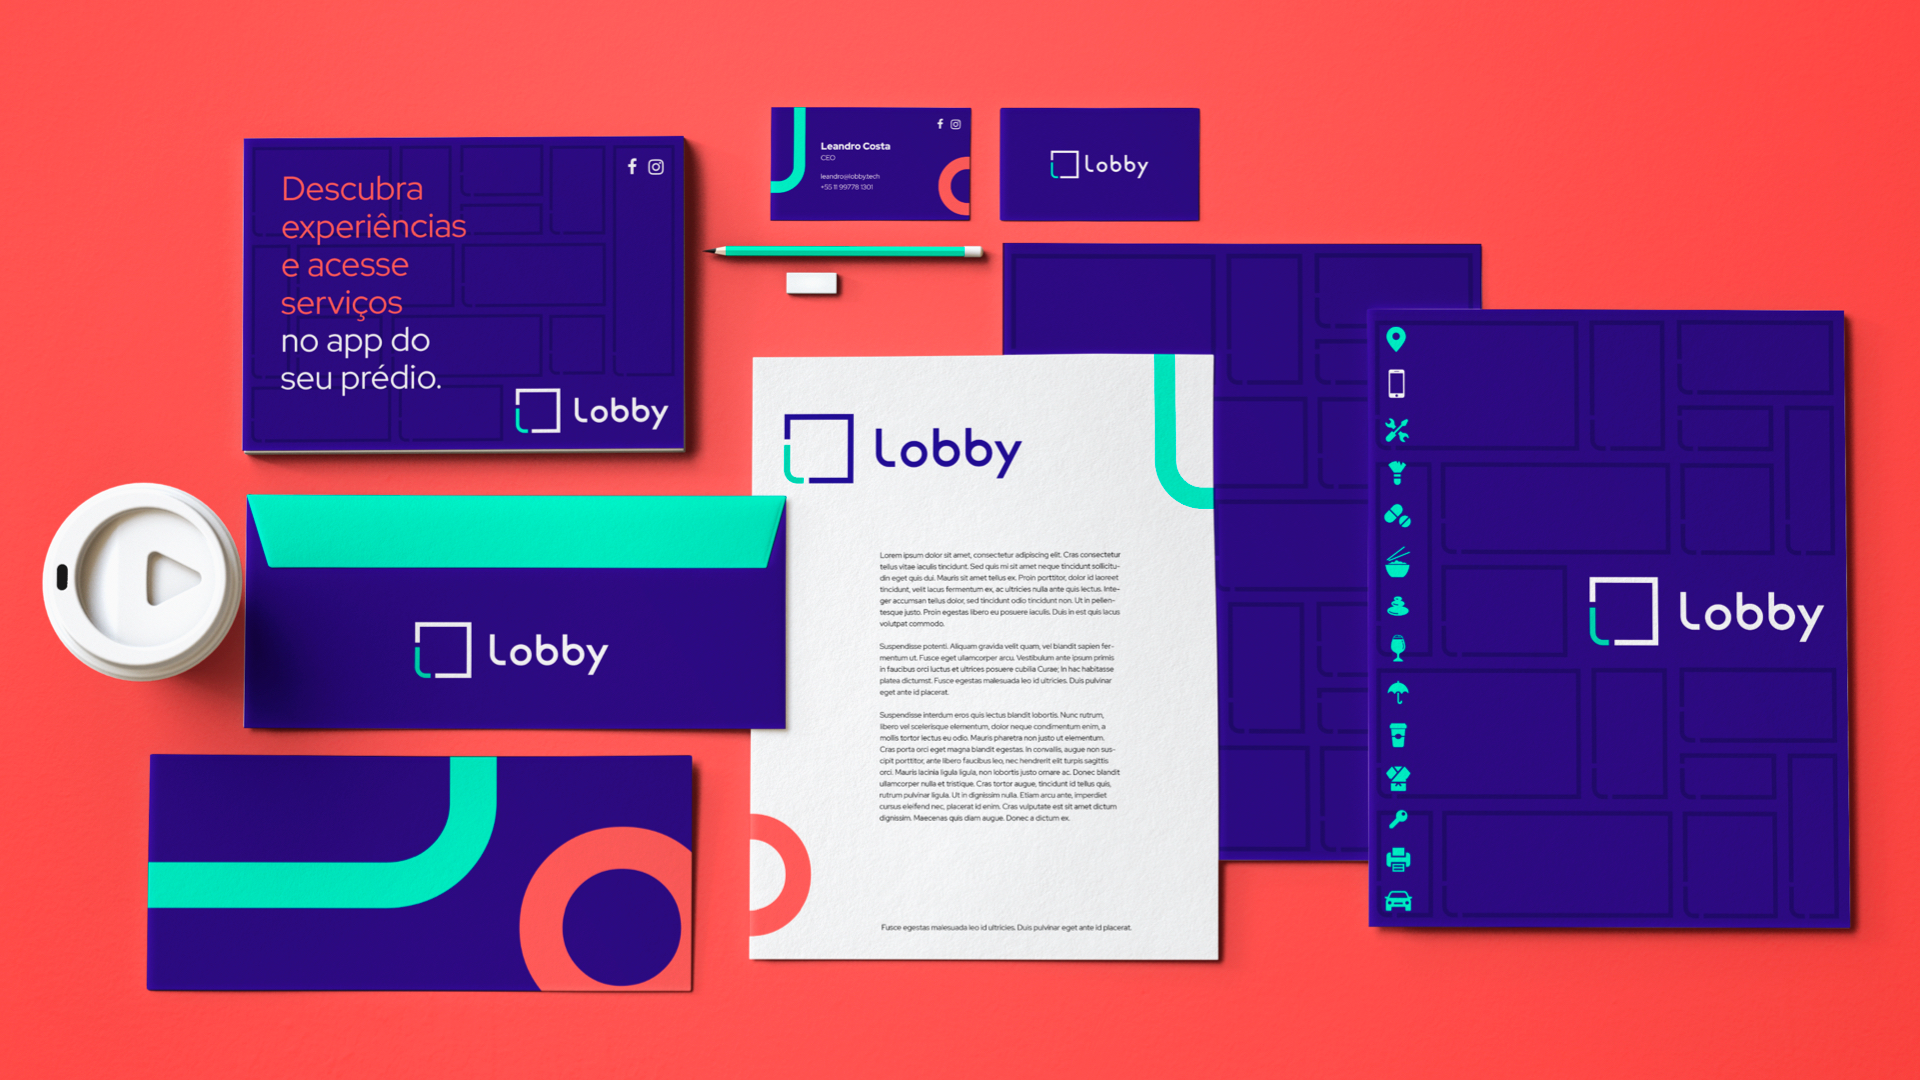 Descubra
experiências
e acesse
serviços
no app do
seu prédio.
Lobby
Leandro Costa
CEO
leandro@lobby.tech
+55 11 99778 1301
Lobby
Lobby
Lorem ipsum dolor sit amet, consectetur adipiscing elit. Cras consectetur
tellus vitae iaculis tincidunt. Sed quis mi sit amet neque tincidunt sollicitu-
din eget quis dui. Mauris sit amet tellus ex. Proin porttitor, dolor id laoreet
tincidunt, velit lacus fermentum ex, ac ultricies nulla ante quis lectus. Inte-
ger accumsan tellus dolor, sed tincidunt odio tincidunt non. Ut in pellen-
tesque justo. Proin egestas libero eu posuere iaculis. Duis in est quis lacus
volutpat commodo.
Suspendisse potenti. Aliquam gravida velit quam, vel blandit sapien fer-
mentum ut. Fusce eget ullamcorper arcu. Vestibulum ante ipsum primis
in faucibus orci luctus et ultrices posuere cubilia Curae; In hac habitasse
platea dictumst. Fusce egestas malesuada leo id ultricies. Duis pulvinar
eget ante id placerat.
Suspendisse interdum eros quis lectus blandit lobortis. Nunc rutrum,
libero vel scelerisque elementum, dolor neque condimentum enim, a
mollis tortor lectus eu odio. Mauris pharetra non justo ut elementum.
Cras porta orci eget magna blandit egestas. In convallis, augue non sus-
cipit porttitor, ante libero faucibus leo, nec hendrerit elit turpis sagittis
orci. Mauris lacinia ligula ligula, non lobortis justo ornare ac. Donec blandit
ullamcorper nulla et tristique. Cras tortor augue, tincidunt id tellus quis,
rutrum pulvinar ligula. Ut in dignissim nulla. Etiam arcu ante, imperdiet
cursus eleifend nec, placerat id enim. Cras vulputate est sit amet dictum
dignissim. Maecenas quis diam augue. Donec a dictum ex.
Fusce egestas malesuada leo id ultricies. Duis pulvinar eget ante id placerat.
Lobby
Lobby